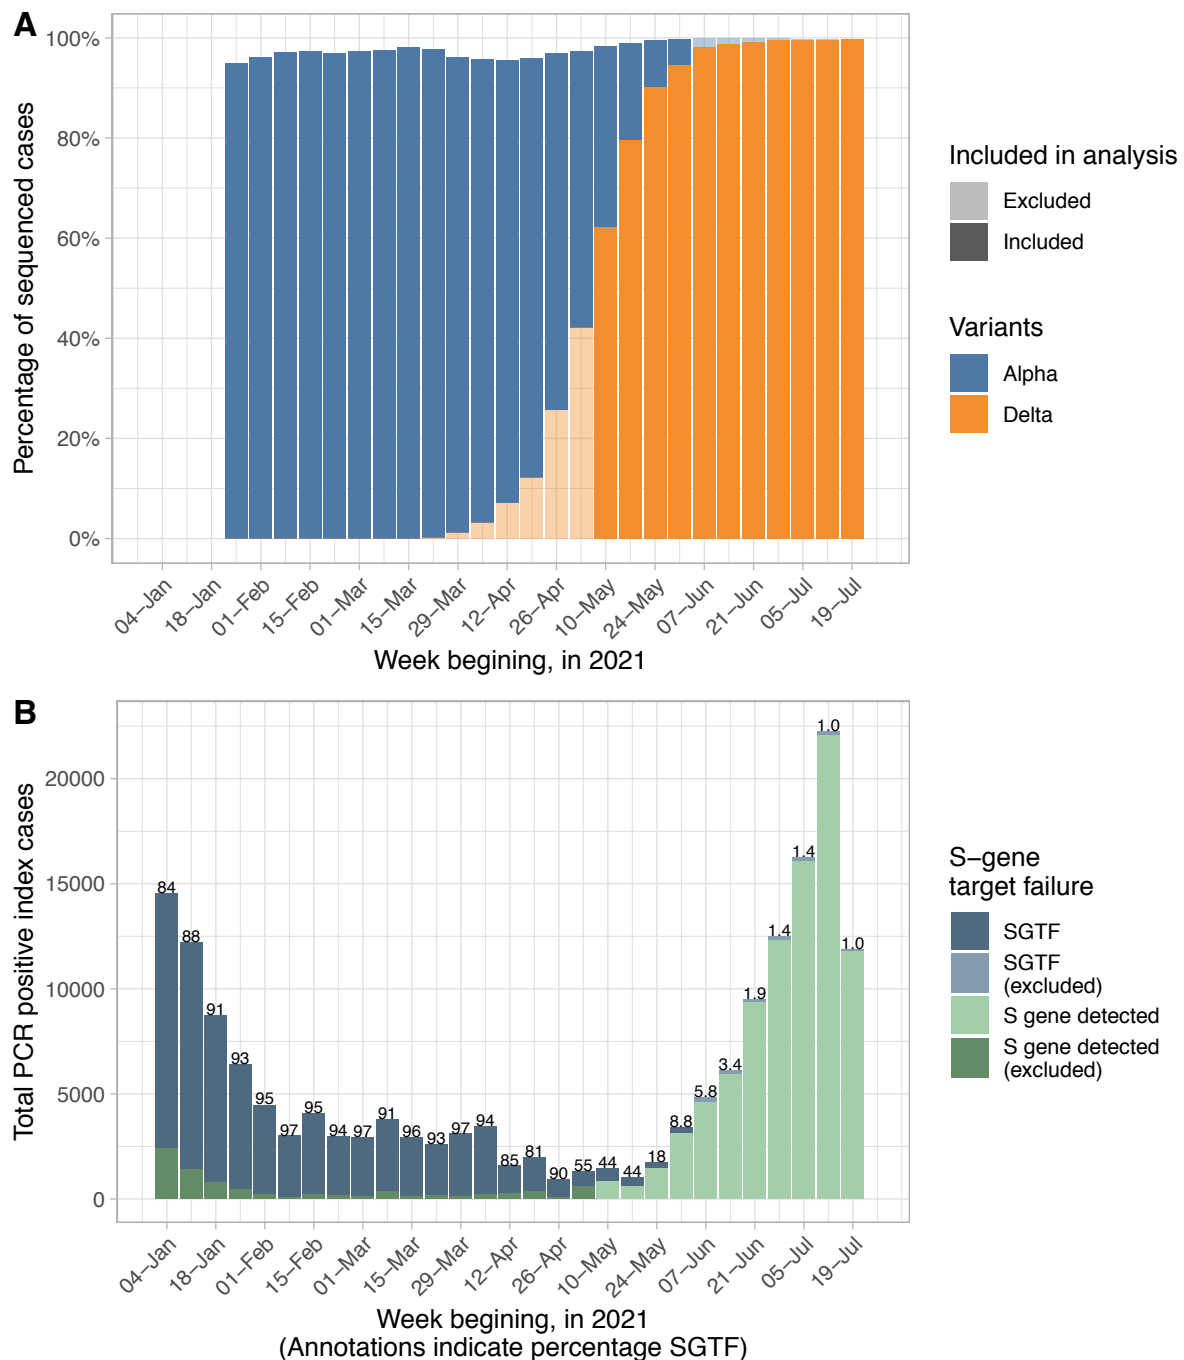 A
100%
80%
60%
40%
20%
0%
Percentage of sequenced cases
04−Jan
18−Jan
01−Feb
15−Feb
01−Mar
15−Mar
29−Mar
12−Apr
26−Apr
10−May
24−May
07−Jun
21−Jun
05−Jul
19−Jul
Week begining, in 2021
Included in analysis
Excluded
Included
Variants
Alpha
Delta
B
20000
15000
10000
5000
0
Total PCR positive index cases
84
88
91
93
95
97
95
94
97
91
96
93
97
94
85
81
90
55
44
44
18
8.8
5.8
3.4
1.9
1.4
1.4
1.0
1.0
04−Jan
18−Jan
01−Feb
15−Feb
01−Mar
15−Mar
29−Mar
12−Apr
26−Apr
10−May
24−May
07−Jun
21−Jun
05−Jul
19−Jul
Week begining, in 2021
(Annotations indicate percentage SGTF)
S−gene
target failure
SGTF
SGTF
(excluded)
S gene detected
S gene detected
(excluded)